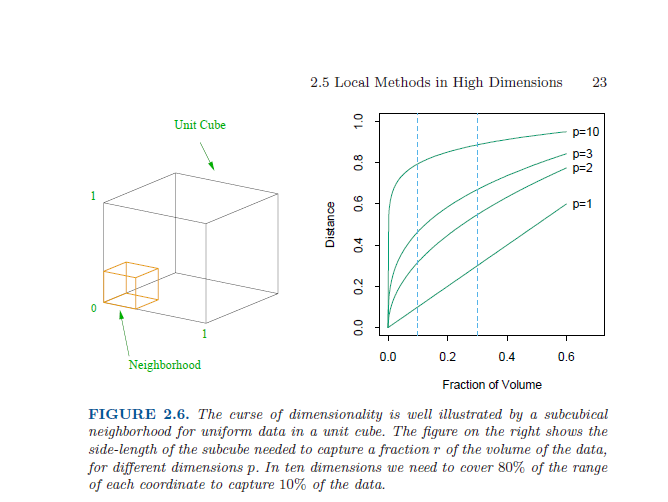 2.5 Local Methods in High Dimensions 23
Unit Cube
1
0
1
Neighborhood
1.0
0.8
0.6
0.4
0.2
0.0
Distance
p=10
p=3
p=2
p=1
0.0 0.2 0.4 0.6
Fraction of Volume
FIGURE 2.6. The curse of dimensionality is well illustrated by a subcubical
neighborhood for uniform data in a unit cube. The figure on the right shows the
side-length of the subcube needed to capture a fraction r of the volume of the data,
for different dimensions p. In ten dimensions we need to cover 80% of the range
of each coordinate to capture 10% of the data.